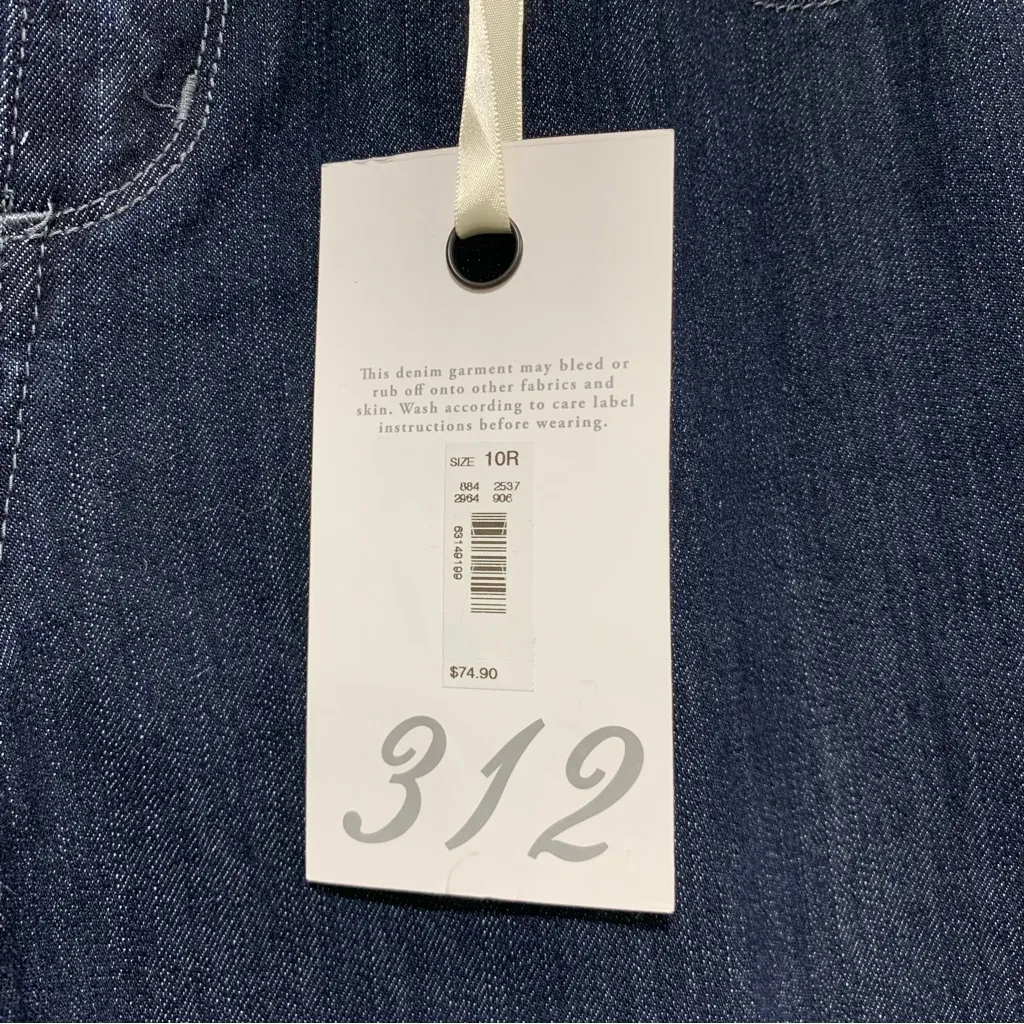 This denim garment may bleed or
rub off onto other fabrics and
skin. Wash according to care label
instructions before wearing.
SIZE 10R
884 2537
2964 906
63149199
$74.90
312